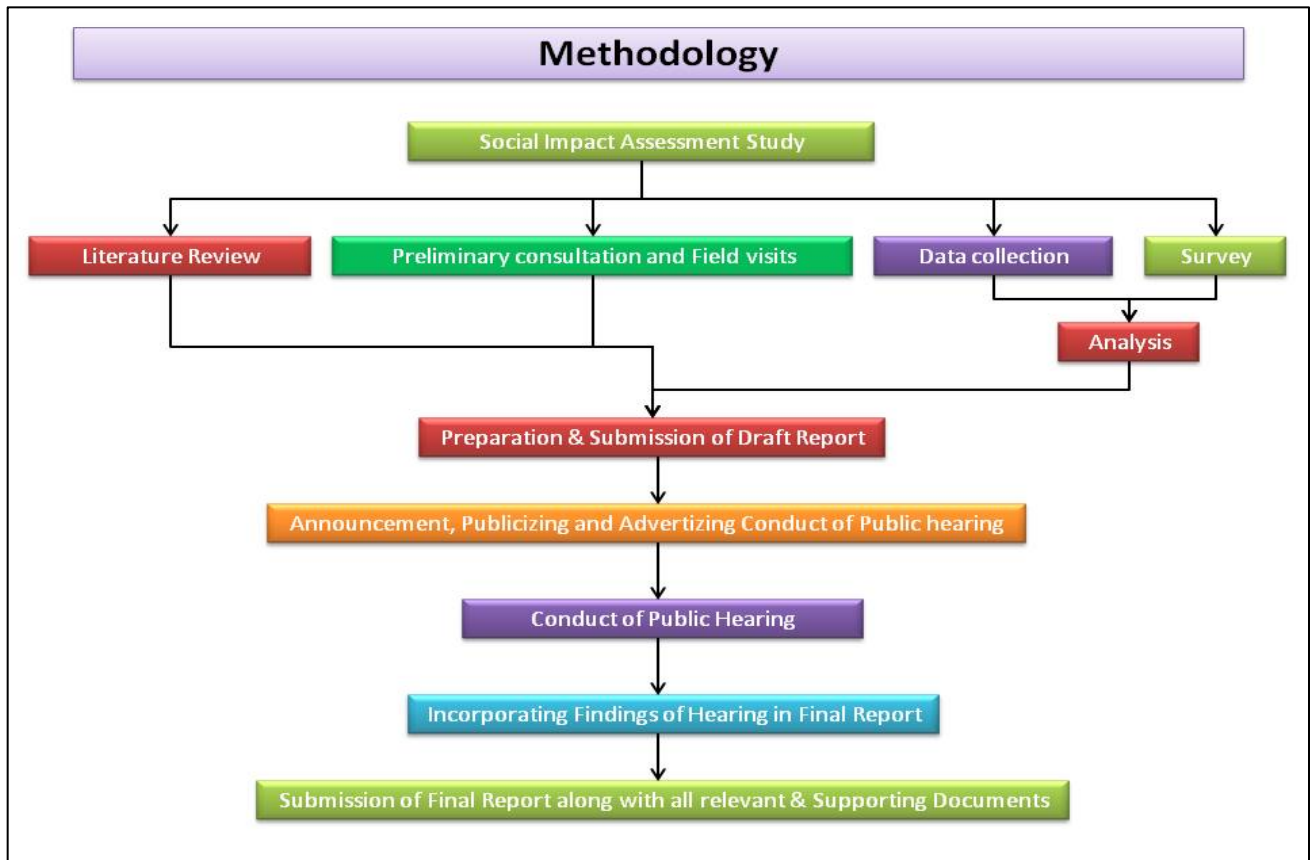 Methodology
Social Impact Assessment Study
Literature Review
Preliminary consultation and Field visits
Data collection
Survey
Analysis
Preparation & Submission of Draft Report
Announcement, Publicizing and Advertizing Conduct of Public hearing
Conduct of Public Hearing
Incorporating Findings of Hearing in Final Report
Submission of Final Report along with all relevant & Supporting Documents